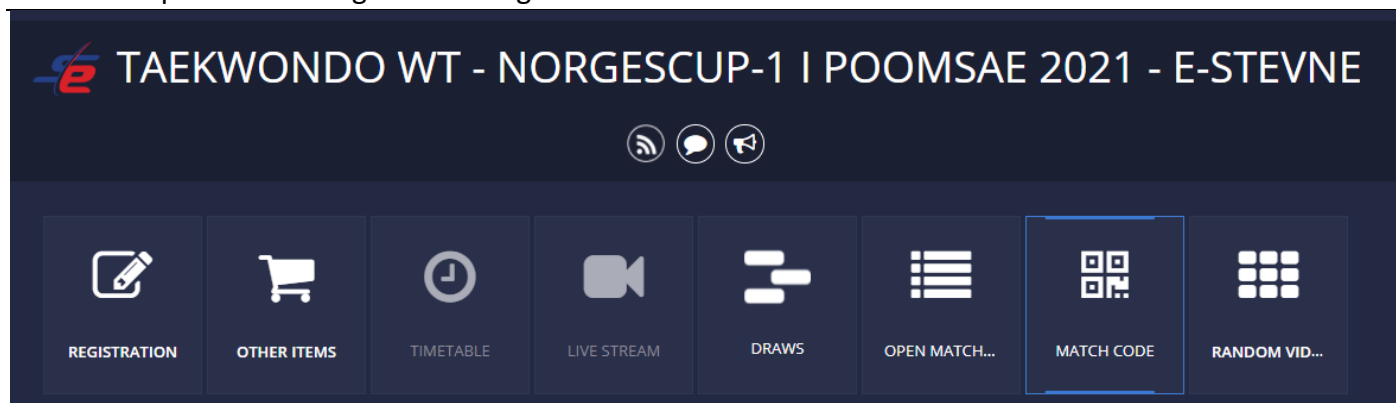 TAEKWONDO WT - NORGESCUP-1 I POOMSAE 2021 - E-STEVNE
REGISTRATION OTHER ITEMS TIMETABLE LIVE STREAM DRAWS OPEN MATCH... MATCH CODE RANDOM VID...